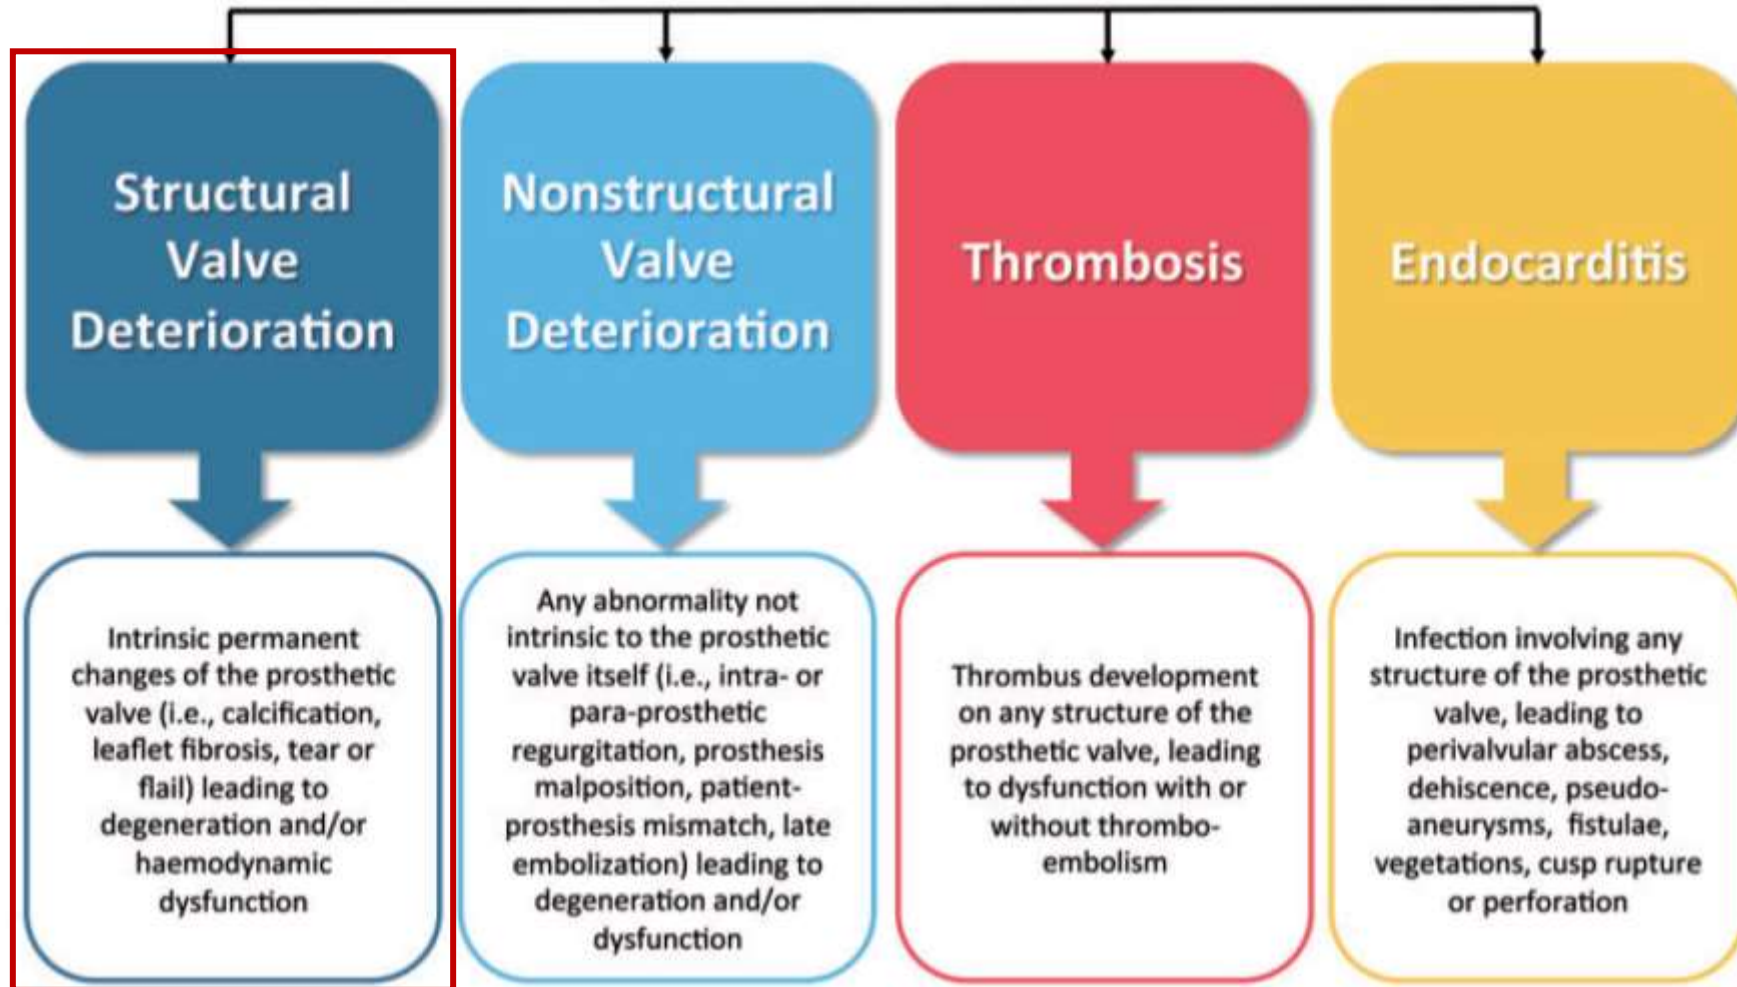 Structural
Valve
Deterioration
Nonstructural
Valve
Deterioration
Thrombosis
Endocarditis
Intrinsic permanent
changes of the prosthetic
valve (i.e., calcification,
leaflet fibrosis, tear or
flail) leading to
degeneration and/or
haemodynamic
dysfunction
Any abnormality not
intrinsic to the prosthetic
valve itself (i.e., intra- or
para-prosthetic
regurgitation, prosthesis
malposition, patient-
prosthesis mismatch, late
embolization) leading to
degeneration and/or
dysfunction
Thrombus development
on any structure of the
prosthetic valve, leading
to dysfunction with or
without thrombo-
embolism
Infection involving any
structure of the prosthetic
valve, leading to
perivalvular abscess,
dehiscence, pseudo-
aneurysms, fistulae,
vegetations, cusp rupture
or perforation